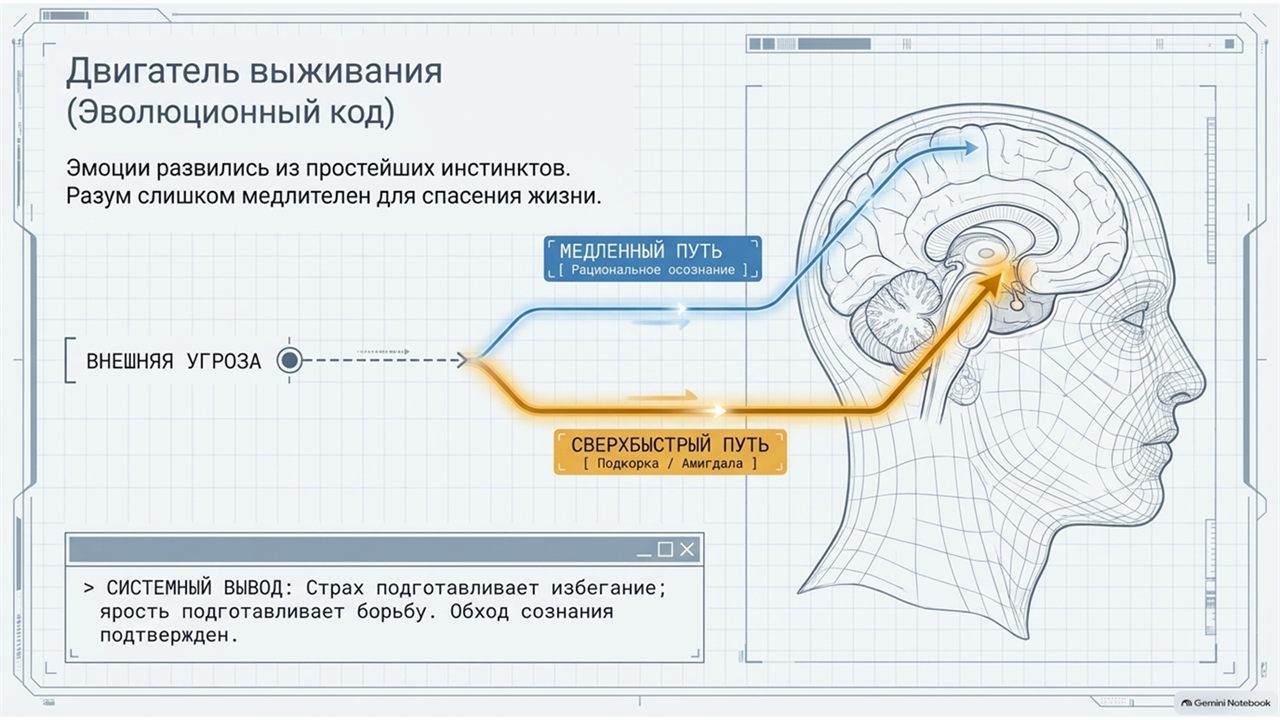 Двигатель выживания
(Эволюционный код)
Эмоции развились из простейших инстинктов.
Разум слишком медлителен для спасения жизни.
МЕДЛЕННЫЙ ПУТЬ
[ Рациональное осознание ]
ВНЕШНЯЯ УГРОЗА
СВЕРХБЫСТРЫЙ ПУТЬ
[ Подкорка / Амигдала ]
> СИСТЕМНЫЙ ВЫВОД: Страх подготавливает избегание;
ярость подготавливает борьбу. Обход сознания
подтвержден.
Gemini Notebook